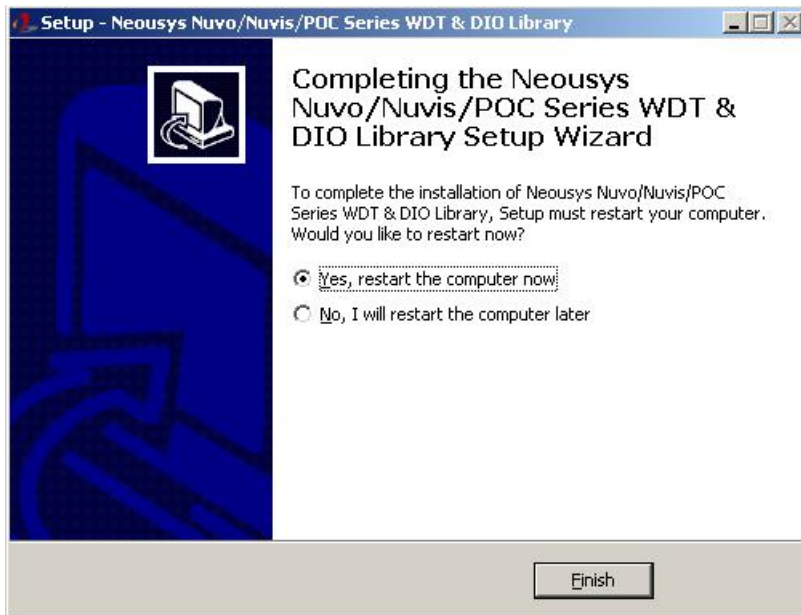 Setup - Neousys Nuvo/Nuvis/POC Series WDT & DIO Library
Completing the Neousys
Nuvo/Nuvis/POC Series WDT &
DIO Library Setup Wizard
To complete the installation of Neousys Nuvo/Nuvis/POC
Series WDT & DIO Library, Setup must restart your computer.
Would you like to restart now?
Yes, restart the computer now
No, I will restart the computer later
Finish